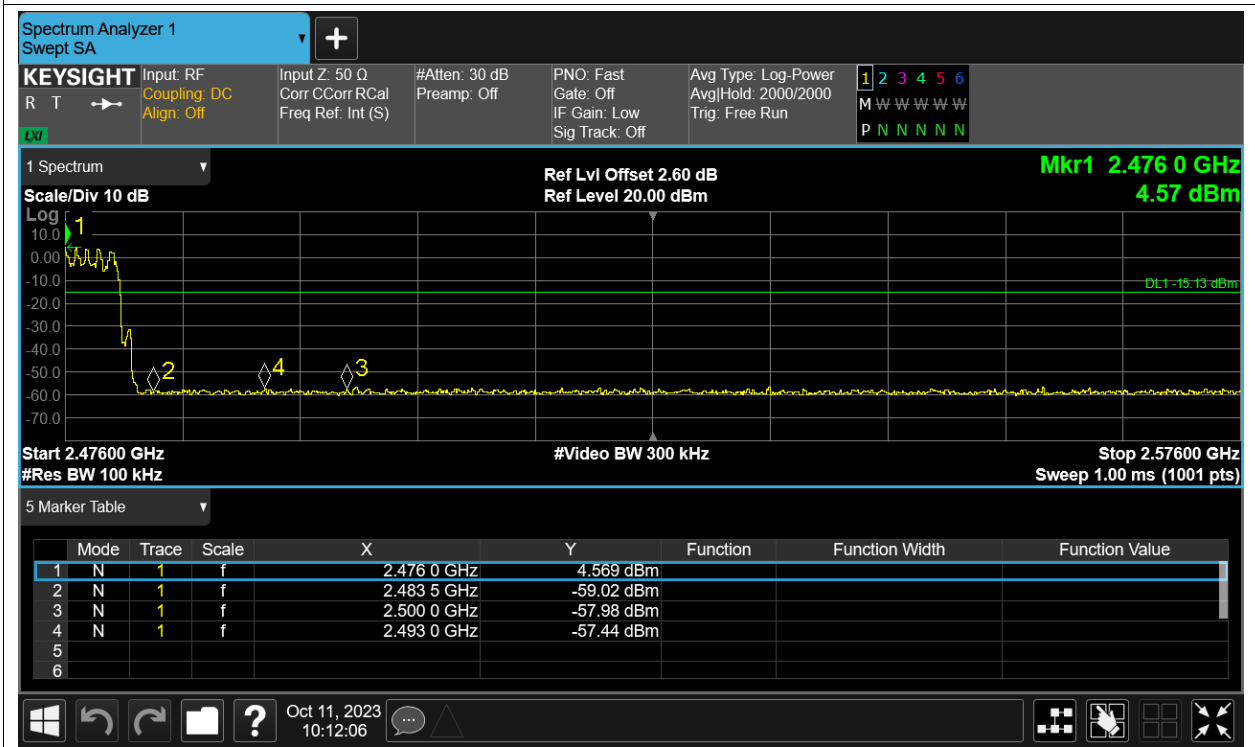 Spectrum Analyzer 1
Swept SA
KEYSIGHT Input: RF Input Z: 50 Ω #Atten: 30 dB PNO: Fast Avg Type: Log-Power 1 2 3 4 5 6
R T Coupling: DC Corr CCorr RCal Preamp: Off Gate: Off Avg|Hold: 2000/2000 M W W W W W W
Align: Off Freq Ref: Int (S) IF Gain: Low Trig: Free Run
LXI Sig Track: Off P N N N N N N
1 Spectrum Ref Lvl Offset 2.60 dB Mkr1 2.476 0 GHz
Scale/Div 10 dB Ref Level 20.00 dBm 4.57 dBm
Log
1
10.0
0.00
-10.0
DL1 -15.13 dBm
-20.0
-30.0
-40.0
2 4 3
-50.0
-60.0
-70.0
Start 2.47600 GHz #Video BW 300 kHz Stop 2.57600 GHz
#Res BW 100 kHz Sweep 1.00 ms (1001 pts)
5 Marker Table
Mode Trace Scale X Y Function Function Width Function Value
1 N 1 f 2.476 0 GHz 4.569 dBm
2 N 1 f 2.483 5 GHz -59.02 dBm
3 N 1 f 2.500 0 GHz -57.98 dBm
4 N 1 f 2.493 0 GHz -57.44 dBm
5
6
? Oct 11, 2023
10:12:06